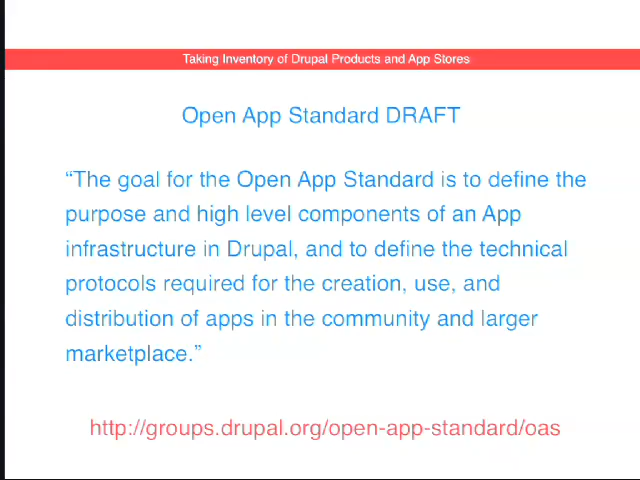 Taking Inventory of Drupal Products and App Stores
Open App Standard DRAFT
“The goal for the Open App Standard is to define the
purpose and high level components of an App
infrastructure in Drupal, and to define the technical
protocols required for the creation, use, and
distribution of apps in the community and larger
marketplace.”
http://groups.drupal.org/open-app-standard/oas